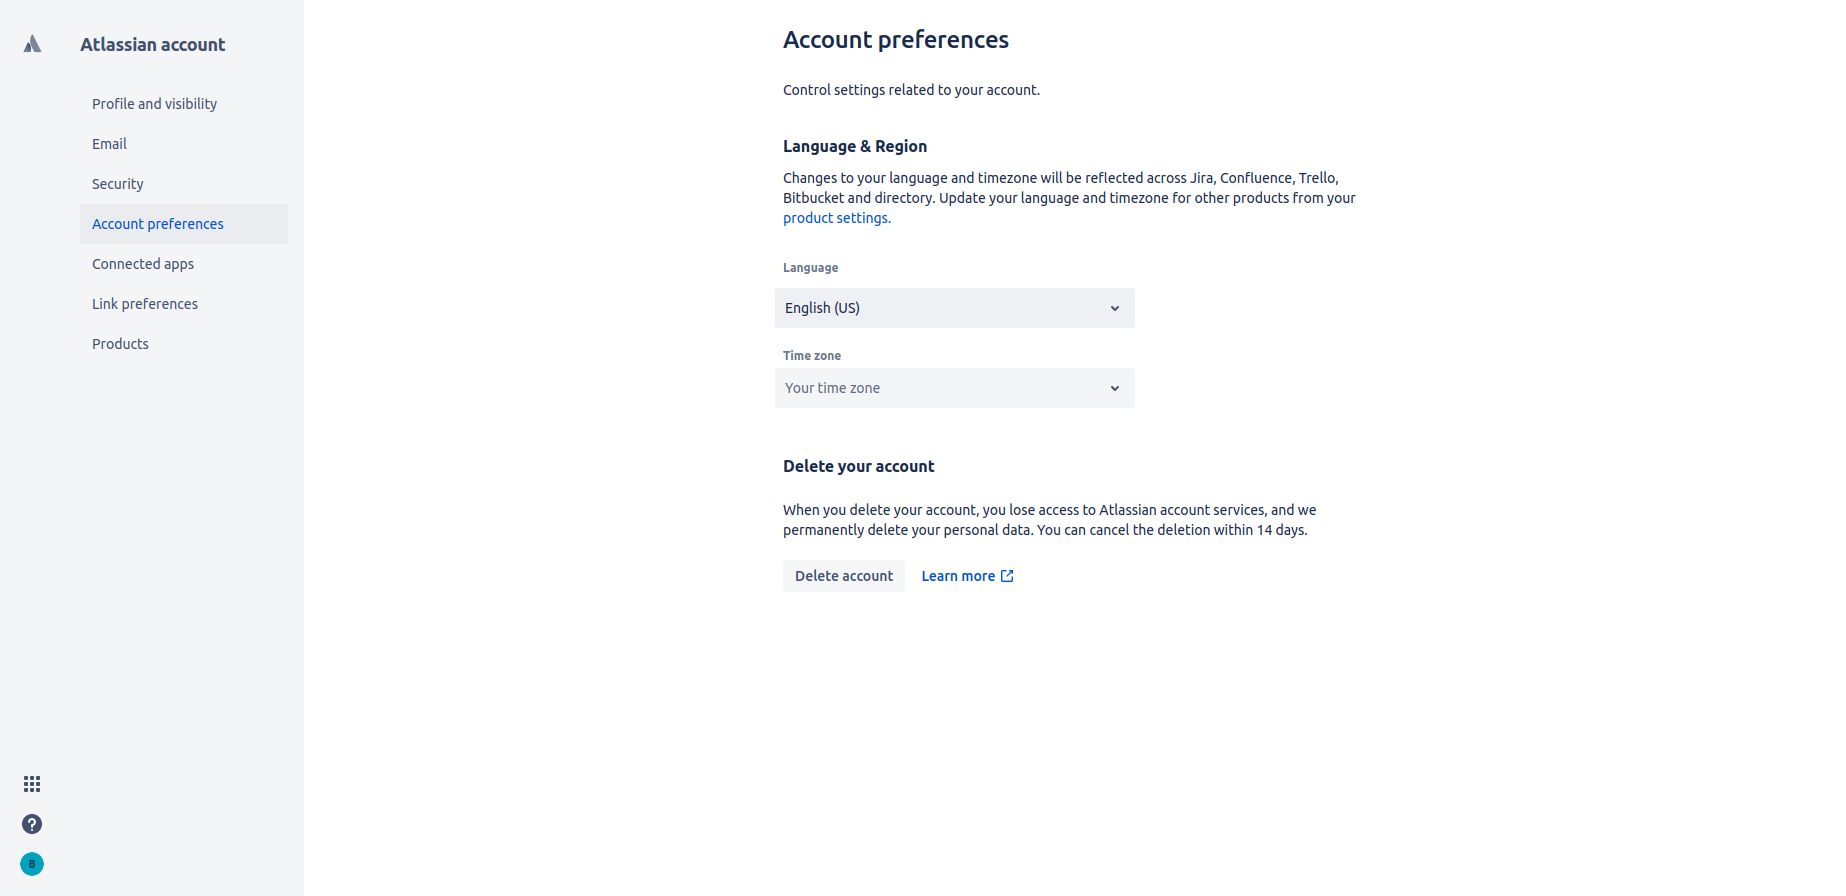 Atlassian account
Profile and visibility
Email
Security
Account preferences
Connected apps
Link preferences
Products
?
B
Account preferences
Control settings related to your account.
Language & Region
Changes to your language and timezone will be reflected across Jira, Confluence, Trello,
Bitbucket and directory. Update your language and timezone for other products from your
product settings.
Language
English (US)
Time zone
Your time zone
Delete your account
When you delete your account, you lose access to Atlassian account services, and we
permanently delete your personal data. You can cancel the deletion within 14 days.
Delete account
Learn more